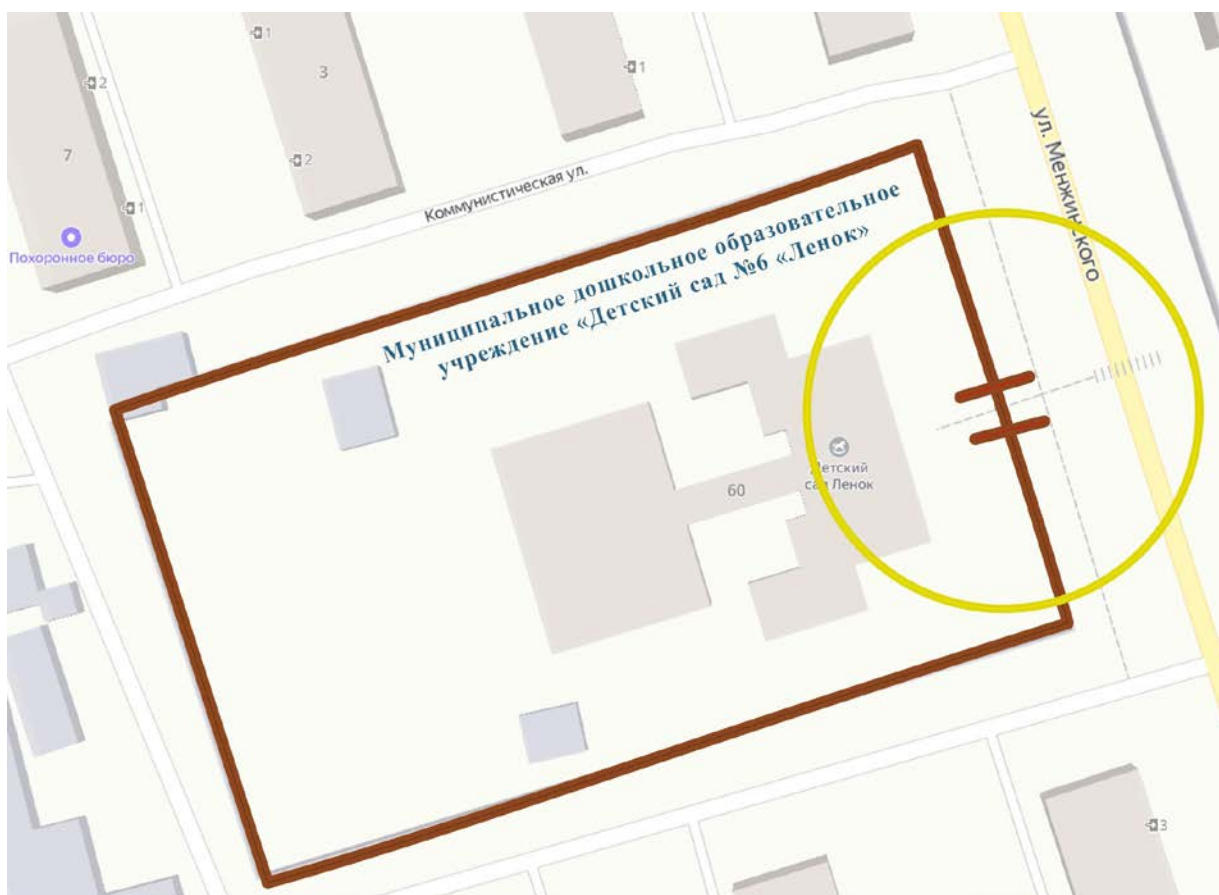 1
3
1
2
7
2
1
Коммунистическая ул.
ул. Менжинского
Похоронное бюро
Муниципальное дошкольное образовательное
учреждение «Детский сад №6 «Ленок»
Детский
сад Ленок
60
3